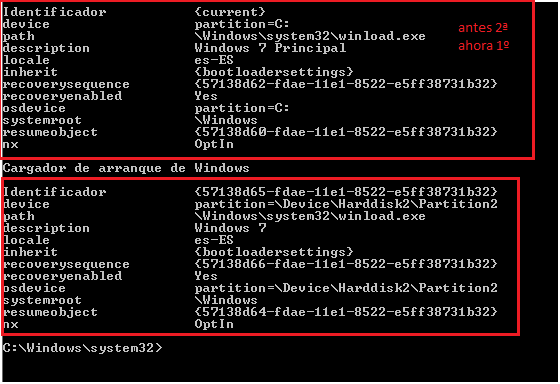 Identificador {current}
device partition=C:
path \Windows\system32\winload.exe
description Windows 7 Principal
locale es-ES
inherit {bootloadersettings}
recoverysequence {57138d62-fdae-11e1-8522-e5ff38731b32}
recoveryenabled Yes
osdevice partition=C:
systemroot \Windows
resumeobject {57138d60-fdae-11e1-8522-e5ff38731b32}
nx OptIn
antes 2ª
ahora 1º
Cargador de arranque de Windows
Identificador {57138d65-fdae-11e1-8522-e5ff38731b32}
device partition=\Device\Harddisk2\Partition2
path \Windows\system32\winload.exe
description Windows 7
locale es-ES
inherit {bootloadersettings}
recoverysequence {57138d66-fdae-11e1-8522-e5ff38731b32}
recoveryenabled Yes
osdevice partition=\Device\Harddisk2\Partition2
systemroot \Windows
resumeobject {57138d64-fdae-11e1-8522-e5ff38731b32}
nx OptIn
C:\Windows\system32>